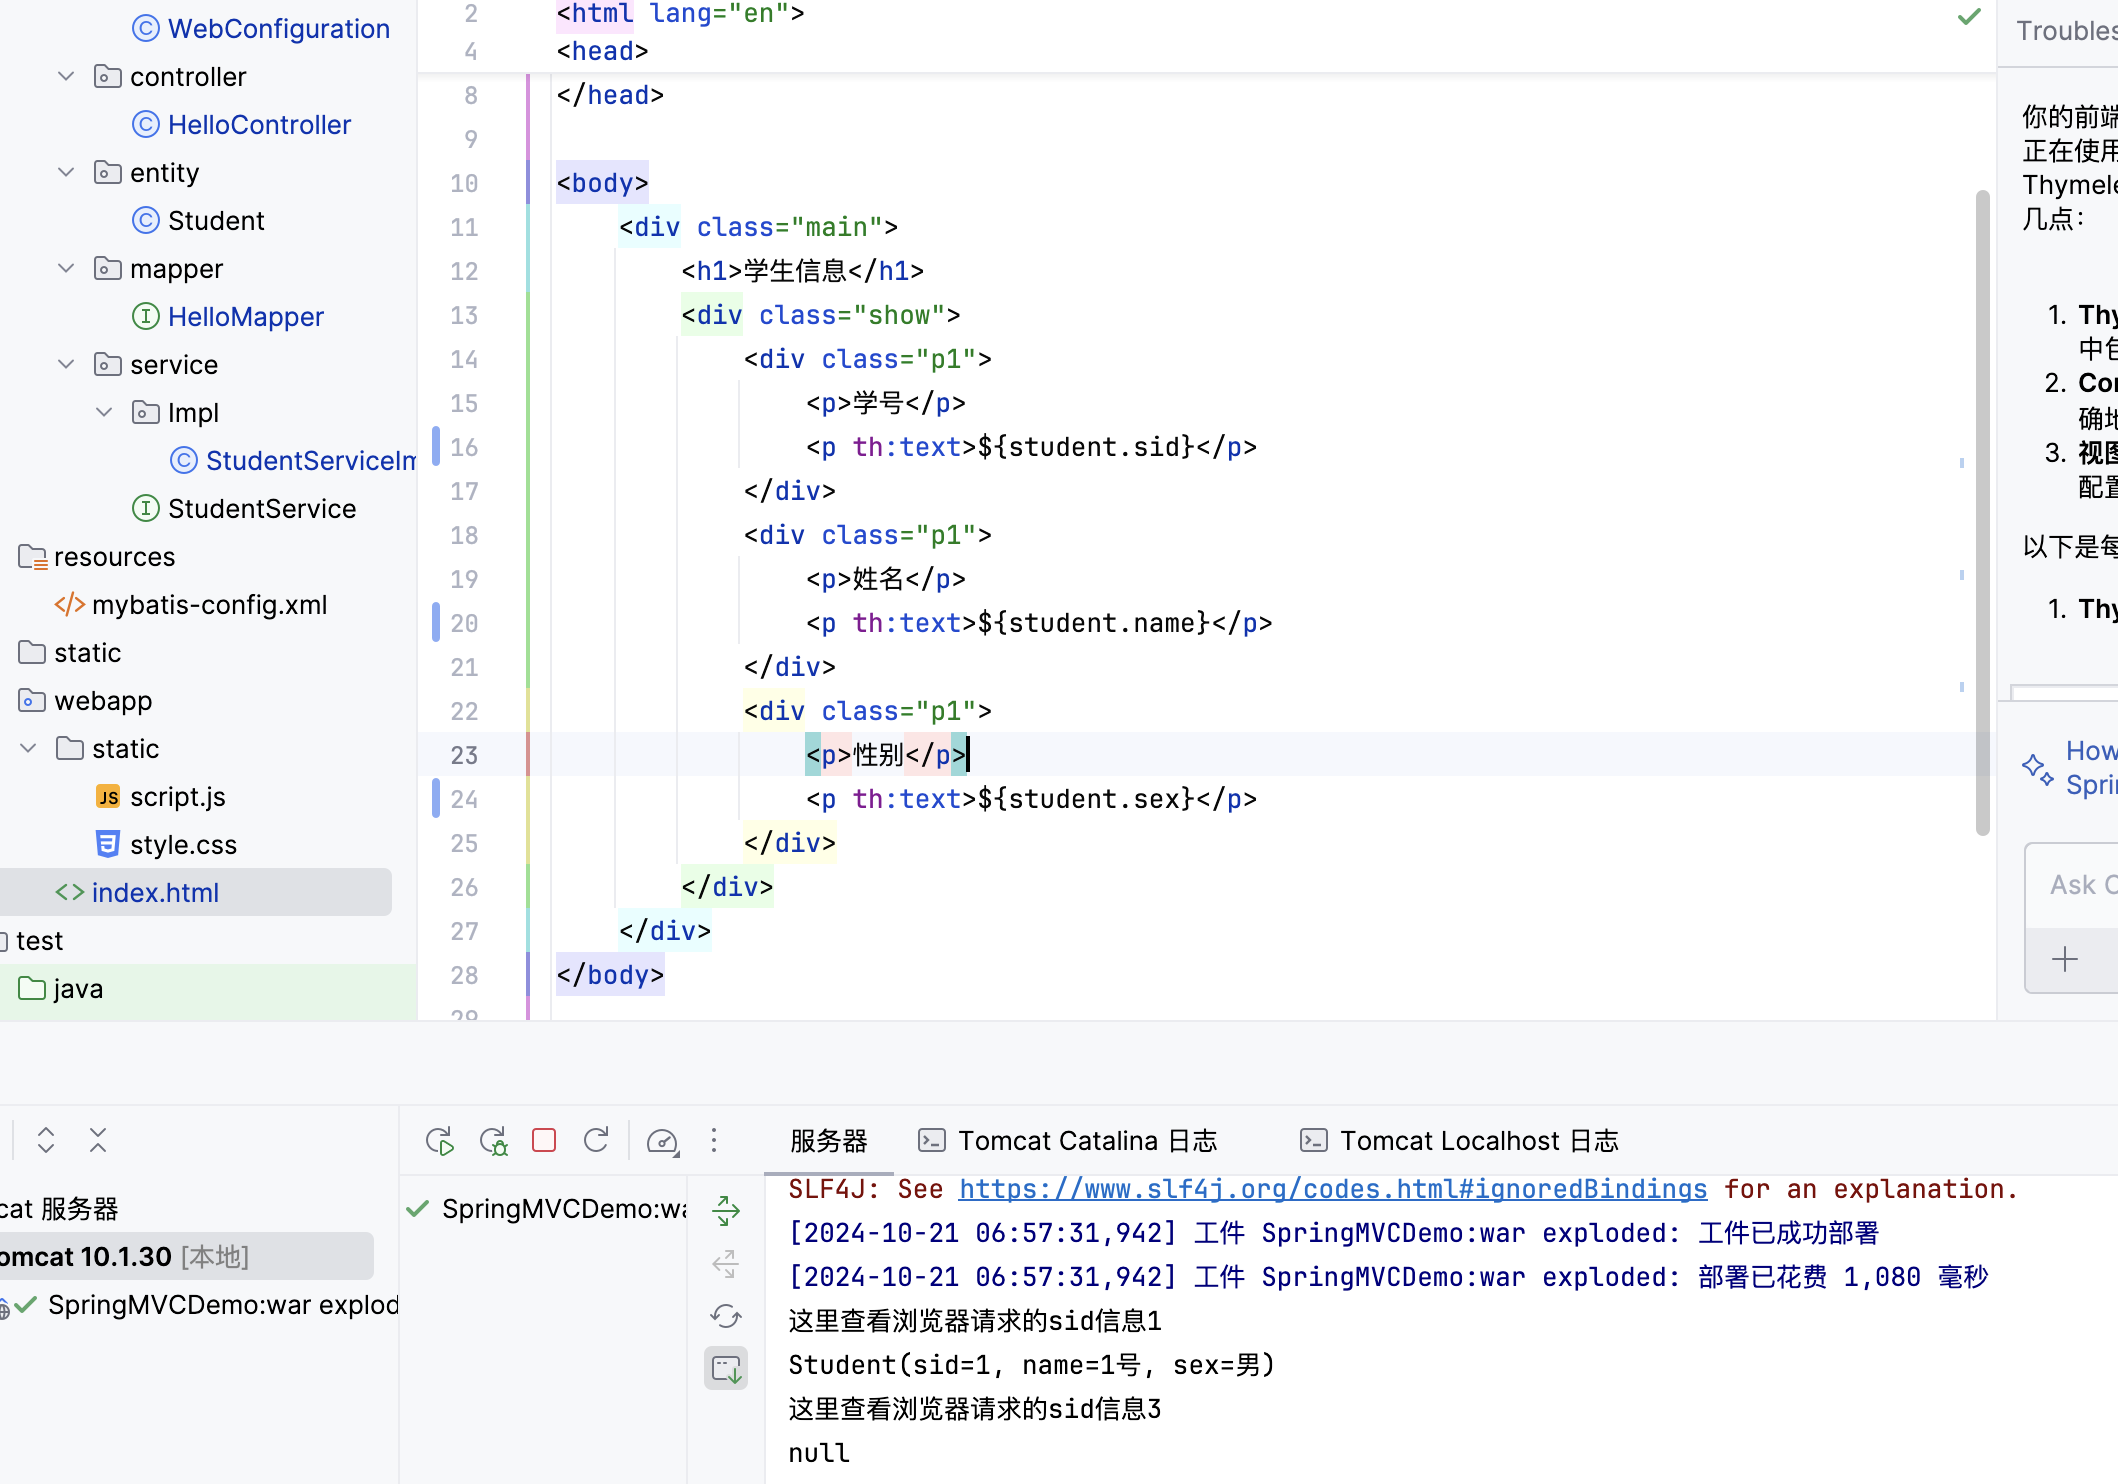 WebConfiguration
controller
HelloController
entity
Student
mapper
HelloMapper
service
Impl
StudentServiceIm
StudentService
resources
mybatis-config.xml
static
webapp
static
script.js
style.css
index.html
test
java
2 <html lang="en">
4 <head>
8 </head>
9
10 <body>
11 <div class="main">
12 <h1>学生信息</h1>
13 <div class="show">
14 <div class="p1">
15 <p>学号</p>
16 <p th:text>${student.sid}</p>
17 </div>
18 <div class="p1">
19 <p>姓名</p>
20 <p th:text>${student.name}</p>
21 </div>
22 <div class="p1">
23 <p>性别</p>
24 <p th:text>${student.sex}</p>
25 </div>
26 </div>
27 </div>
28 </body>
29
Troubles
你的前端
正在使用
Thymele
几点：
1. Thy
中包
2. Cor
确地
3. 视图
配置
以下是每
1. Thy
How
Sprin
Ask C
cat 服务器
omcat 10.1.30 [本地]
SpringMVCDemo:war explod
SpringMVCDemo:wa
服务器
Tomcat Catalina 日志
Tomcat Localhost 日志
SLF4J: See https://www.slf4j.org/codes.html#ignoredBindings for an explanation.
[2024-10-21 06:57:31,942] 工件 SpringMVCDemo:war exploded: 工件已成功部署
[2024-10-21 06:57:31,942] 工件 SpringMVCDemo:war exploded: 部署已花费 1,080 毫秒
这里查看浏览器请求的sid信息1
Student(sid=1, name=1号, sex=男)
这里查看浏览器请求的sid信息3
null